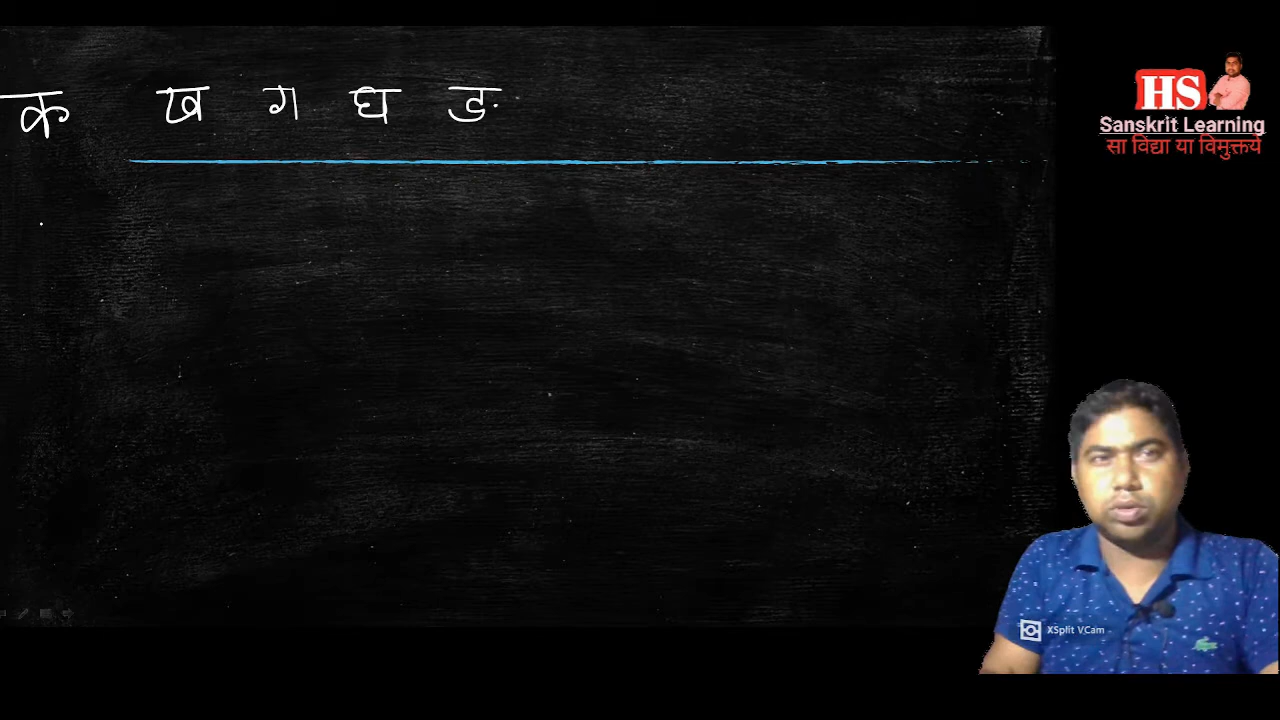 क ख ग घ ङ
HS
Sanskrit Learning
सा विद्या या विमुक्तये
XSplit VCam